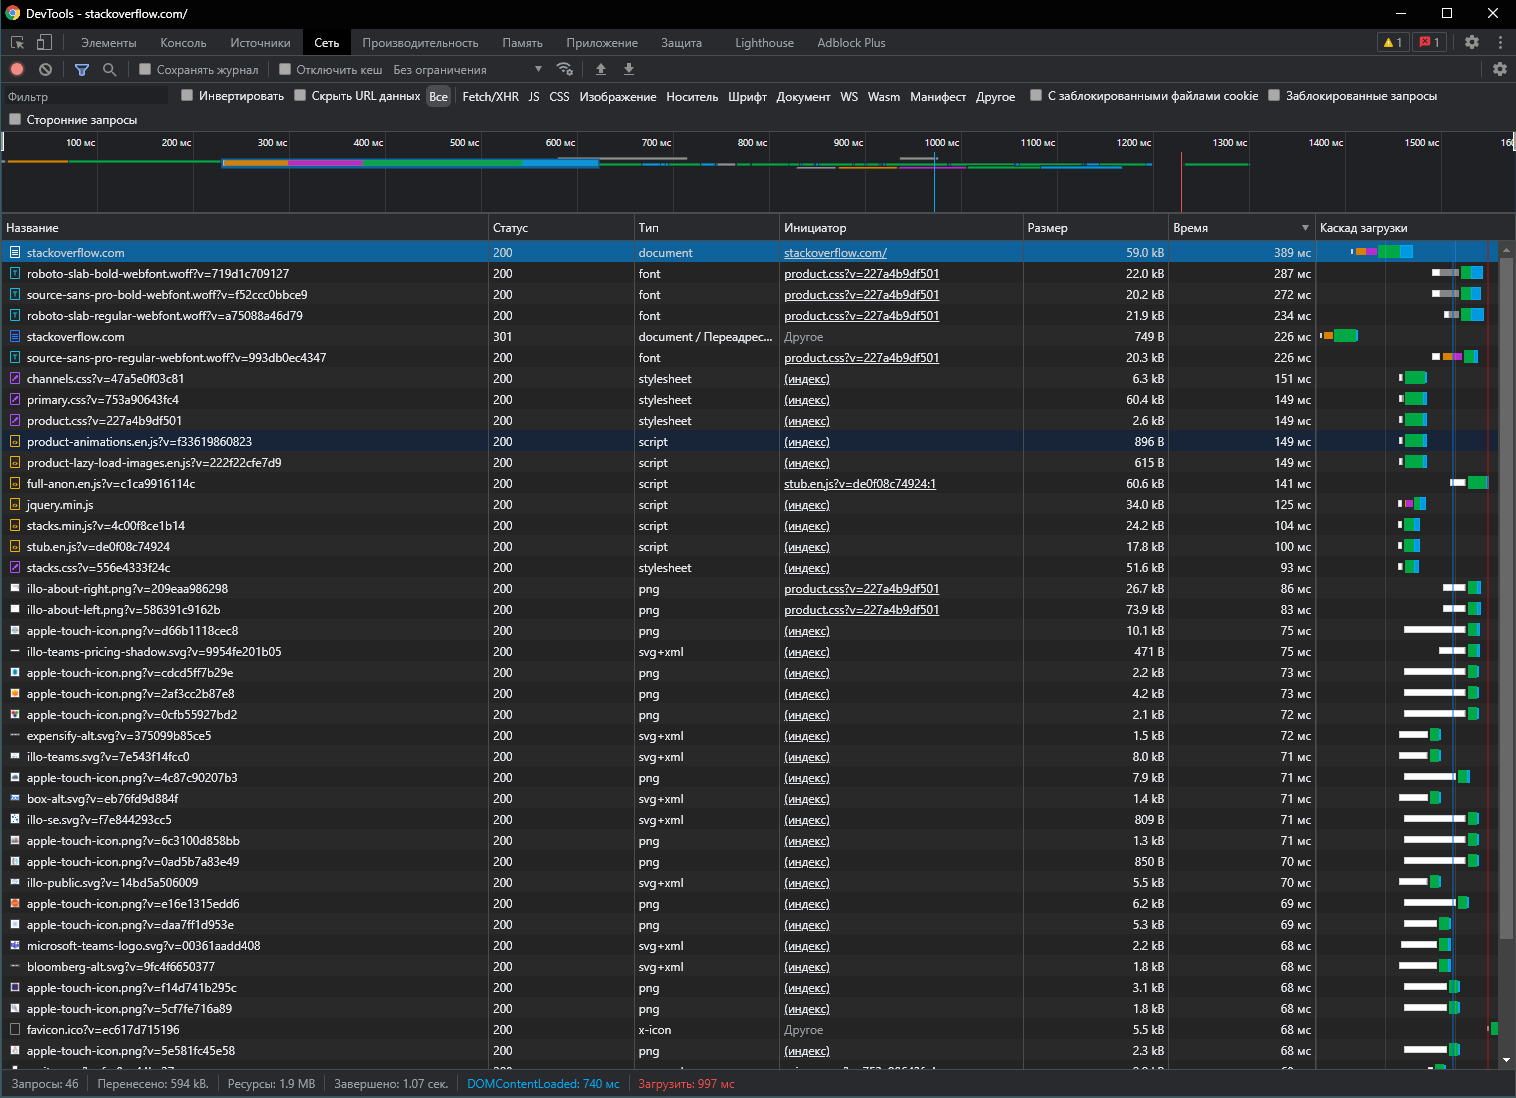 DevTools - stackoverflow.com/
Элементы Консоль Источники Сеть Производительность Память Приложение Защита Lighthouse Adblock Plus 1 1
Сохранять журнал Отключить кеш Без ограничения
Фильтр Инвертировать Скрыть URL данных Все Fetch/XHR JS CSS Изображение Носитель Шрифт Документ WS Wasm Манифест Другое С заблокированными файлами cookie Заблокированные запросы
Сторонние запросы
100 мс 200 мс 300 мс 400 мс 500 мс 600 мс 700 мс 800 мс 900 мс 1000 мс 1100 мс 1200 мс 1300 мс 1400 мс 1500 мс 160
Название Статус Тип Инициатор Размер Время Каскад загрузки
stackoverflow.com 200 document stackoverflow.com/ 59.0 kB 389 мс
roboto-slab-bold-webfont.woff?v=719d1c709127 200 font product.css?v=227a4b9df501 22.0 kB 287 мс
source-sans-pro-bold-webfont.woff?v=f52ccc0bbce9 200 font product.css?v=227a4b9df501 20.2 kB 272 мс
roboto-slab-regular-webfont.woff?v=a75088a46d79 200 font product.css?v=227a4b9df501 21.9 kB 234 мс
stackoverflow.com 301 document / Переадрес... Другое 749 B 226 мс
source-sans-pro-regular-webfont.woff?v=993db0ec4347 200 font product.css?v=227a4b9df501 20.3 kB 226 мс
channels.css?v=47a5e0f03c81 200 stylesheet (индекс) 6.3 kB 151 мс
primary.css?v=753a90643fc4 200 stylesheet (индекс) 60.4 kB 149 мс
product.css?v=227a4b9df501 200 stylesheet (индекс) 2.6 kB 149 мс
product-animations.en.js?v=f33619860823 200 script (индекс) 896 B 149 мс
product-lazy-load-images.en.js?v=222f22cfe7d9 200 script (индекс) 615 B 149 мс
full-anon.en.js?v=c1ca9916114c 200 script stub.en.js?v=de0f08c74924:1 60.6 kB 141 мс
jquery.min.js 200 script (индекс) 34.0 kB 125 мс
stacks.min.js?v=4c00f8ce1b14 200 script (индекс) 24.2 kB 104 мс
stub.en.js?v=de0f08c74924 200 script (индекс) 17.8 kB 100 мс
stacks.css?v=556e4333f24c 200 stylesheet (индекс) 51.6 kB 93 мс
illo-about-right.png?v=209eaa986298 200 png product.css?v=227a4b9df501 26.7 kB 86 мс
illo-about-left.png?v=586391c9162b 200 png product.css?v=227a4b9df501 73.9 kB 83 мс
apple-touch-icon.png?v=d66b1118cec8 200 png (индекс) 10.1 kB 75 мс
illo-teams-pricing-shadow.svg?v=9954fe201b05 200 svg+xml (индекс) 471 B 75 мс
apple-touch-icon.png?v=cdcd5ff7b29e 200 png (индекс) 2.2 kB 73 мс
apple-touch-icon.png?v=2af3cc2b87e8 200 png (индекс) 4.2 kB 73 мс
apple-touch-icon.png?v=0cfb55927bd2 200 png (индекс) 2.1 kB 72 мс
expensify-alt.svg?v=375099b85ce5 200 svg+xml (индекс) 1.5 kB 72 мс
illo-teams.svg?v=7e543f14fcc0 200 svg+xml (индекс) 8.0 kB 71 мс
apple-touch-icon.png?v=4c87c90207b3 200 png (индекс) 7.9 kB 71 мс
box-alt.svg?v=eb76fd9d884f 200 svg+xml (индекс) 1.4 kB 71 мс
illo-se.svg?v=f7e844293cc5 200 svg+xml (индекс) 809 B 71 мс
apple-touch-icon.png?v=6c3100d858bb 200 png (индекс) 1.3 kB 71 мс
apple-touch-icon.png?v=0ad5b7a83e49 200 png (индекс) 850 B 70 мс
illo-public.svg?v=14bd5a506009 200 svg+xml (индекс) 5.5 kB 70 мс
apple-touch-icon.png?v=e16e1315edd6 200 png (индекс) 6.2 kB 69 мс
apple-touch-icon.png?v=daa7ff1d953e 200 png (индекс) 5.3 kB 69 мс
microsoft-teams-logo.svg?v=00361aadd408 200 svg+xml (индекс) 2.2 kB 68 мс
bloomberg-alt.svg?v=9fc4f6650377 200 svg+xml (индекс) 1.8 kB 68 мс
apple-touch-icon.png?v=f14d741b295c 200 png (индекс) 3.1 kB 68 мс
apple-touch-icon.png?v=5cf7fe716a89 200 png (индекс) 1.8 kB 68 мс
favicon.ico?v=ec617d715196 200 x-icon Другое 5.5 kB 68 мс
apple-touch-icon.png?v=5e581fc45e58 200 png (индекс) 2.3 kB 68 мс
Запросы: 46 Перенесено: 594 kB. Ресурсы: 1.9 MB Завершено: 1.07 сек. DOMContentLoaded: 740 мс Загрузить: 997 мс